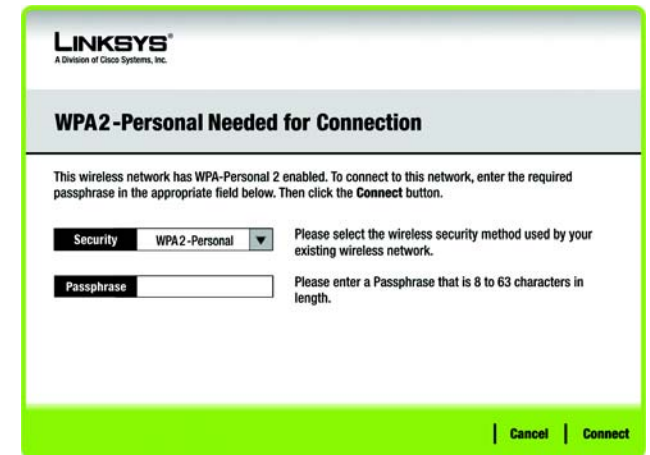 LINKSYS®
A Division of Cisco Systems, Inc.
WPA2-Personal Needed for Connection
This wireless network has WPA-Personal 2 enabled. To connect to this network, enter the required
passphrase in the appropriate field below. Then click the Connect button.
Security WPA2-Personal Please select the wireless security method used by your
existing wireless network.
Passphrase Please enter a Passphrase that is 8 to 63 characters in
length.
Cancel Connect